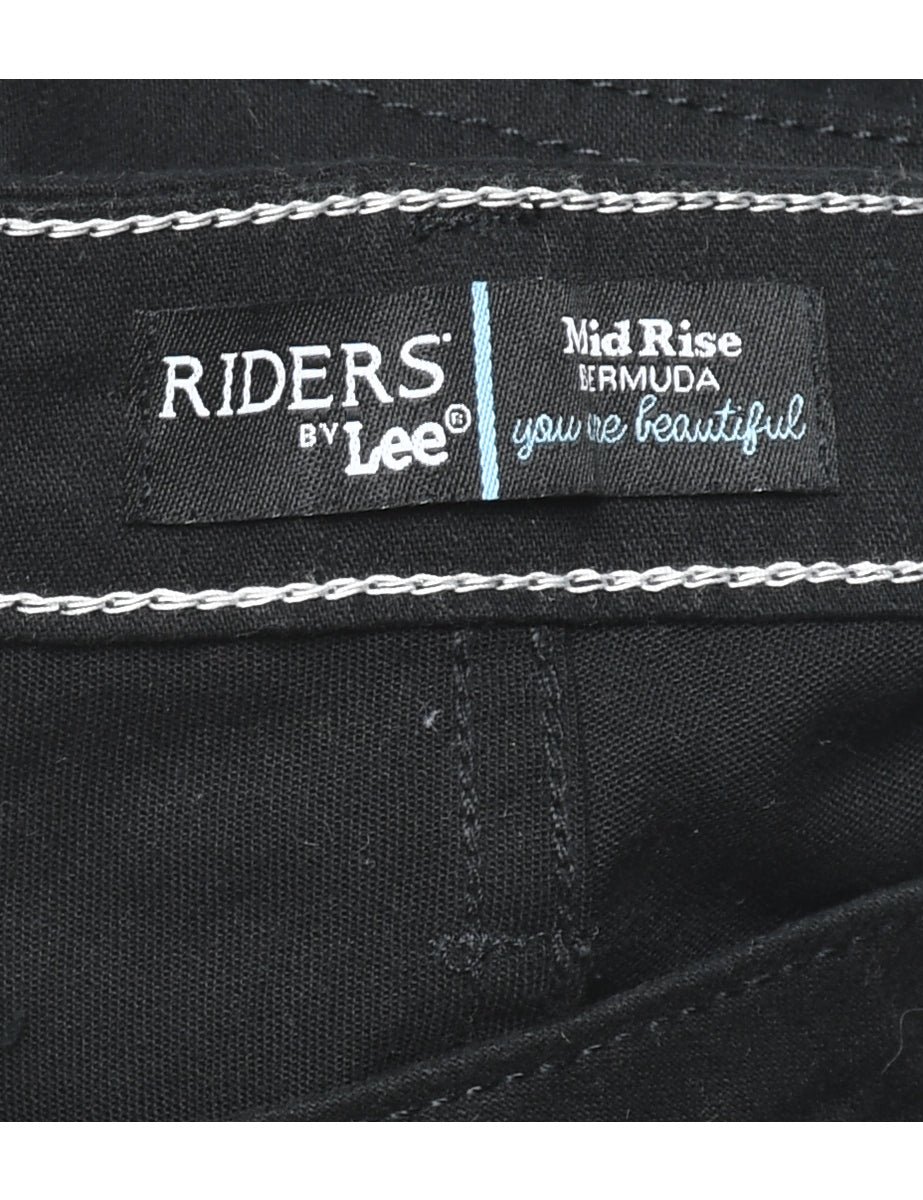 RIDERS
BY Lee®
Mid Rise
BERMUDA
you are beautiful